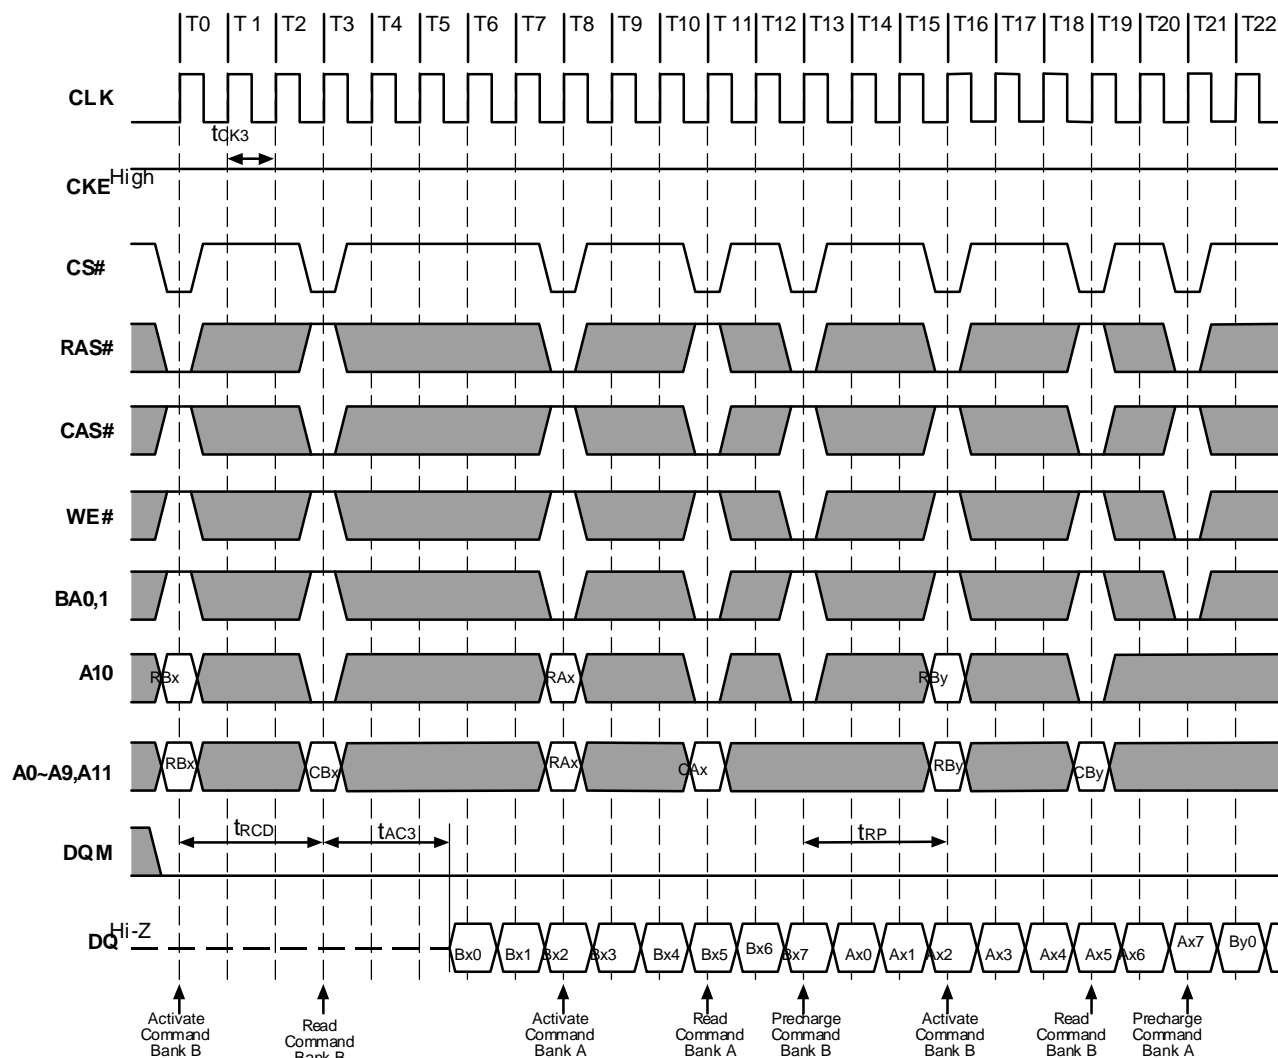 T0 T1 T2 T3 T4 T5 T6 T7 T8 T9 T10 T11 T12 T13 T14 T15 T16 T17 T18 T19 T20 T21 T22
CLK
tCK3
CKE High
CS#
RAS#
CAS#
WE#
BA0,1
A10 RBx RAx RBy
A0~A9,A11 RBx CBx RAx CAx RBy CBy
tRCD tAC3 tRP
DQM
DQ Hi-Z Bx0 Bx1 Bx2 Bx3 Bx4 Bx5 Bx6 Bx7 Ax0 Ax1 Ax2 Ax3 Ax4 Ax5 Ax6 Ax7 By0
Activate Read Activate Read Precharge Activate Read Precharge
Command Command Command Command Command Command Command Command
Bank B Bank B Bank A Bank A Bank B Bank B Bank B Bank A